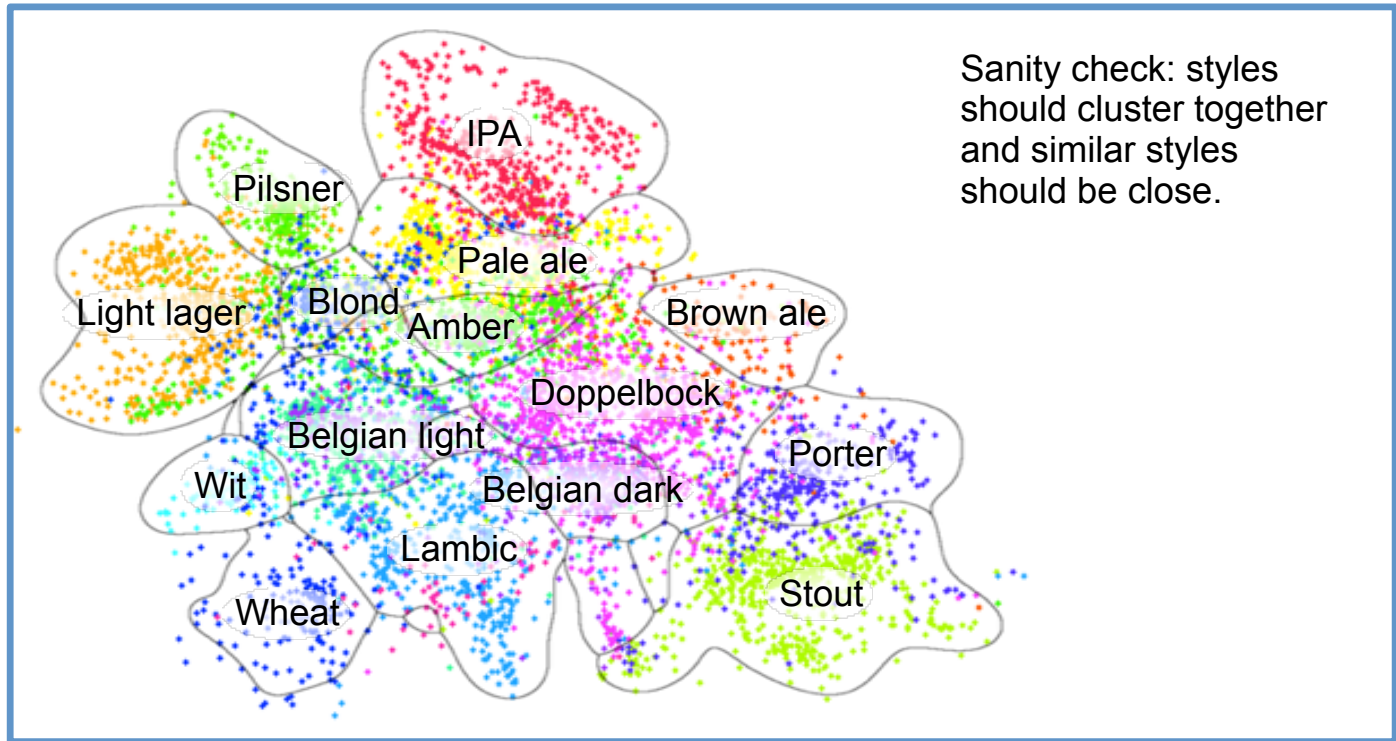 Sanity check: styles
should cluster together
and similar styles
should be close.
IPA
Pilsner
Pale ale
Blond
Light lager
Amber
Brown ale
Doppelbock
Belgian light
Porter
Wit
Belgian dark
Lambic
Stout
Wheat